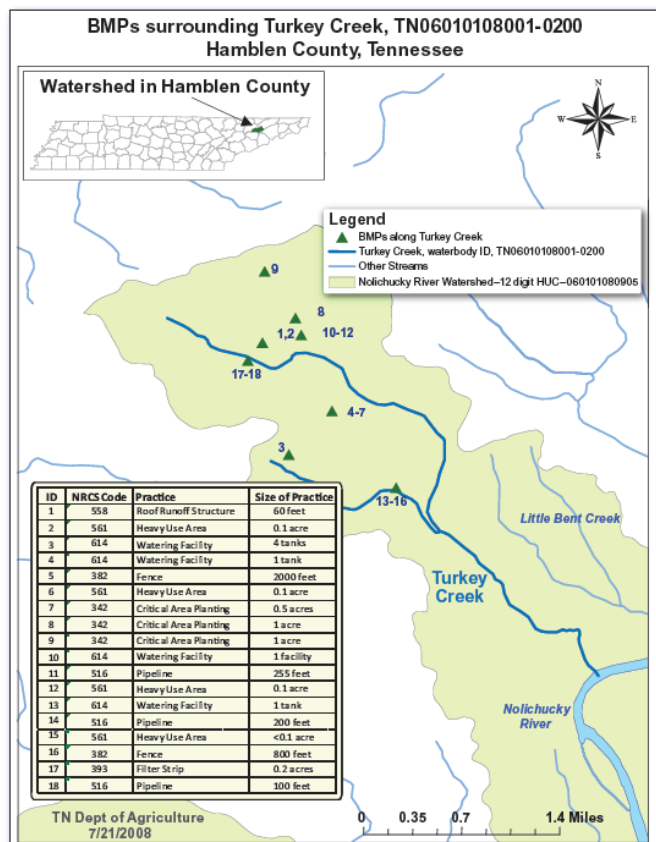 BMPs surrounding Turkey Creek, TN06010108001-0200
Hamblen County, Tennessee
Watershed in Hamblen County
N
W
E
S
Legend
BMPs along Turkey Creek
Turkey Creek, waterbody ID, TN06010108001-0200
Other Streams
Nolichucky River Watershed–12 digit HUC–060101080905
9
8
1,2
10-12
17-18
4-7
3
13-16
Little Bent Creek
Turkey
Creek
Nolichucky
River
ID NRCS Code Practice Size of Practice
1 558 Roof Runoff Structure 60 feet
2 561 Heavy Use Area 0.1 acre
3 614 Watering Facility 4 tanks
4 614 Watering Facility 1 tank
5 382 Fence 2000 feet
6 561 Heavy Use Area 0.1 acre
7 342 Critical Area Planting 0.5 acres
8 342 Critical Area Planting 1 acre
9 342 Critical Area Planting 1 acre
10 614 Watering Facility 1 facility
11 516 Pipeline 255 feet
12 561 Heavy Use Area 0.1 acre
13 614 Watering Facility 1 tank
14 516 Pipeline 200 feet
15 561 Heavy Use Area <0.1 acre
16 382 Fence 800 feet
17 393 Filter Strip 0.2 acres
18 516 Pipeline 100 feet
TN Dept of Agriculture
7/21/2008
0 0.35 0.7 1.4 Miles